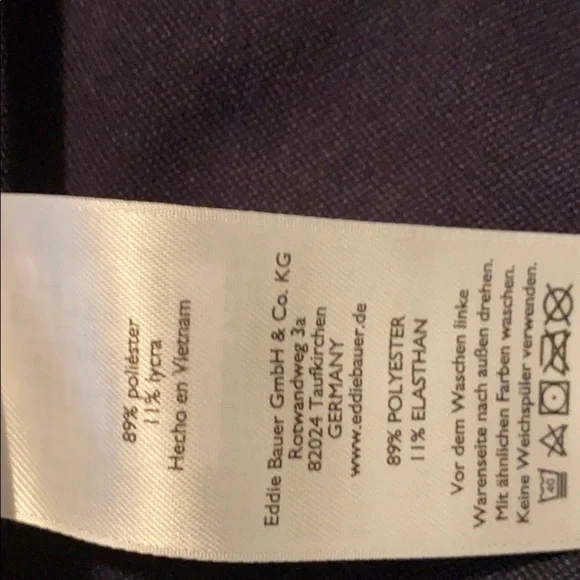 89% poliéster
11% lycra
Hecho en Vietnam
Eddie Bauer GmbH & Co. KG
Rotwandweg 3a
82024 Taufkirchen
GERMANY
www.eddiebauer.de
89% POLYESTER
11% ELASTHAN
Vor dem Waschen linke
Warenseite nach außen drehen.
Mit ähnlichen Farben waschen.
Keine Weichspüler verwenden.
40